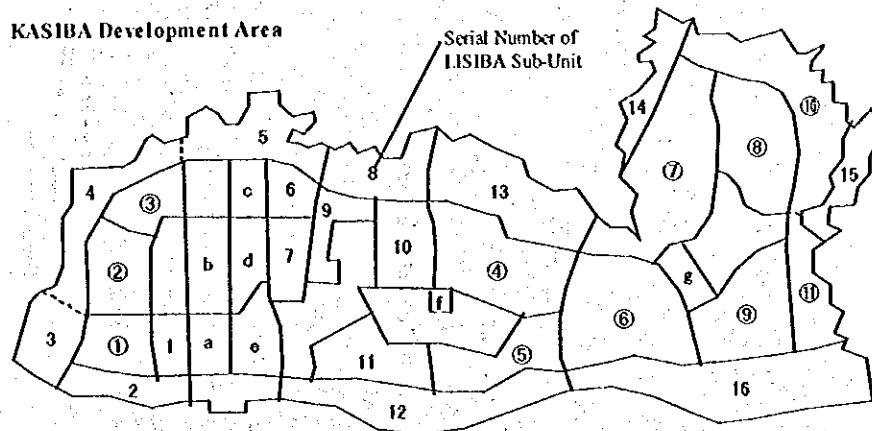 KASIBA Development Area
Serial Number of
LISIBA Sub-Unit
14
⑩
5
⑧
4
8
⑦
15
c
6
13
③
9
b
d
7
10
④
②
g
f
⑪
3
①
1
a
e
⑥
⑨
11
⑤
2
12
16